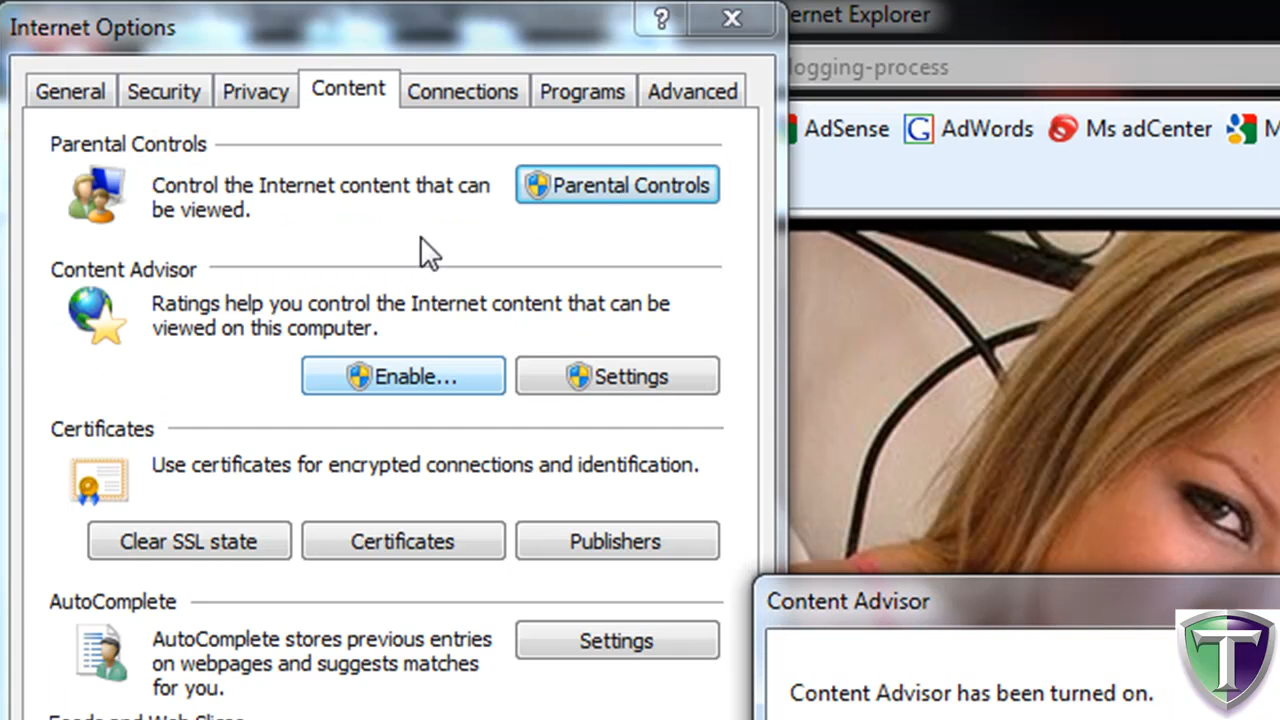 Internet Options
?
ernet Explorer
logging-process
General Security Privacy Content Connections Programs Advanced
AdSense AdWords Ms adCenter M
Parental Controls
Control the Internet content that can
be viewed.
Parental Controls
Content Advisor
Ratings help you control the Internet content that can be
viewed on this computer.
Enable... Settings
Certificates
Use certificates for encrypted connections and identification.
Clear SSL state Certificates Publishers
AutoComplete
AutoComplete stores previous entries
on webpages and suggests matches
for you.
Settings
Feeds and Web Slices
Content Advisor
Content Advisor has been turned on.
T